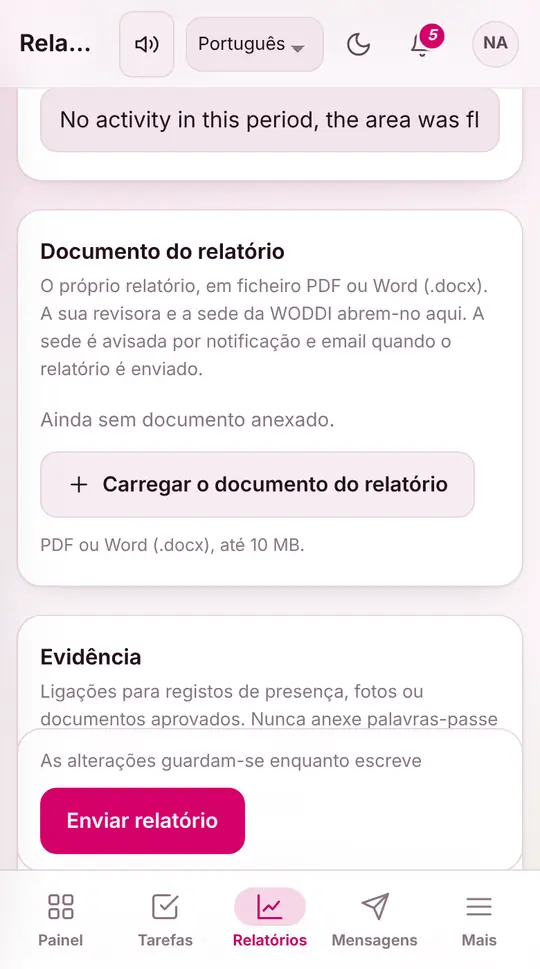 Rela...
Português
5
NA
No activity in this period, the area was fl
Documento do relatório
O próprio relatório, em ficheiro PDF ou Word (.docx).
A sua revisora e a sede da WODDI abrem-no aqui. A
sede é avisada por notificação e email quando o
relatório é enviado.
Ainda sem documento anexado.
Carregar o documento do relatório
PDF ou Word (.docx), até 10 MB.
Evidência
Ligações para registos de presença, fotos ou
documentos aprovados. Nunca anexe palavras-passe
As alterações guardam-se enquanto escreve
Enviar relatório
Painel
Tarefas
Relatórios
Mensagens
Mais